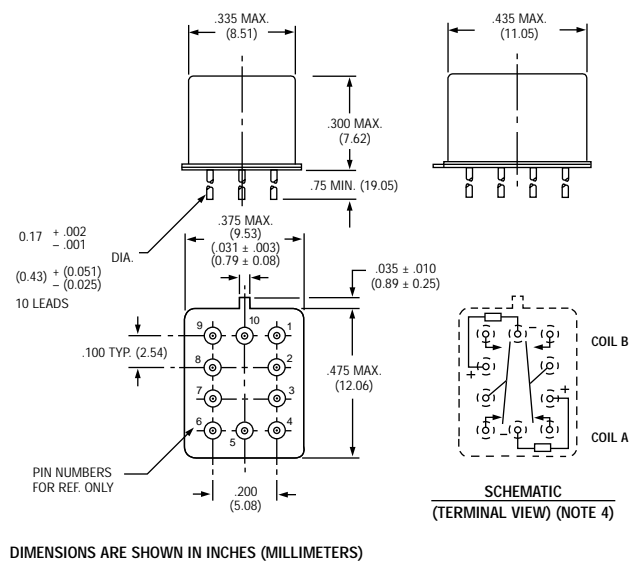 .335 MAX.
(8.51)
.435 MAX.
(11.05)
.300 MAX.
(7.62)
.75 MIN. (19.05)
0.17 + .002
– .001
DIA.
(0.43) + (0.051)
– (0.025)
10 LEADS
.375 MAX.
(9.53)
(.031 ± .003)
(0.79 ± 0.08)
.035 ± .010
(0.89 ± 0.25)
9 10 1
.100 TYP. (2.54)
8 2
7 3
6 5 4
.475 MAX.
(12.06)
PIN NUMBERS
FOR REF. ONLY
.200
(5.08)
–
COIL B
+
+
–
COIL A
SCHEMATIC
(TERMINAL VIEW) (NOTE 4)
DIMENSIONS ARE SHOWN IN INCHES (MILLIMETERS)